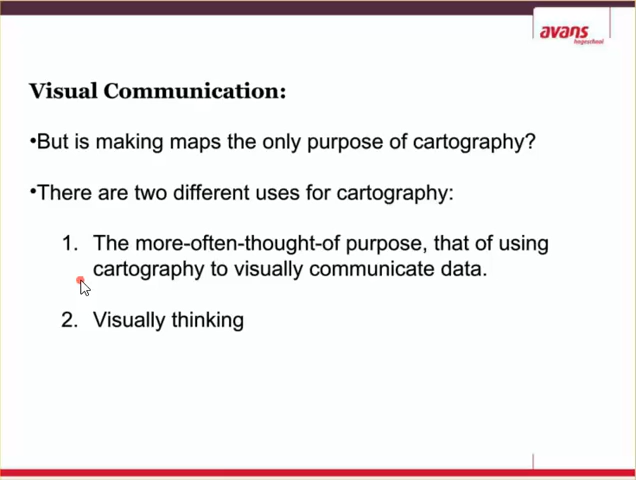 avans
hogeschool
Visual Communication:
•But is making maps the only purpose of cartography?
•There are two different uses for cartography:
1. The more-often-thought-of purpose, that of using
cartography to visually communicate data.
2. Visually thinking